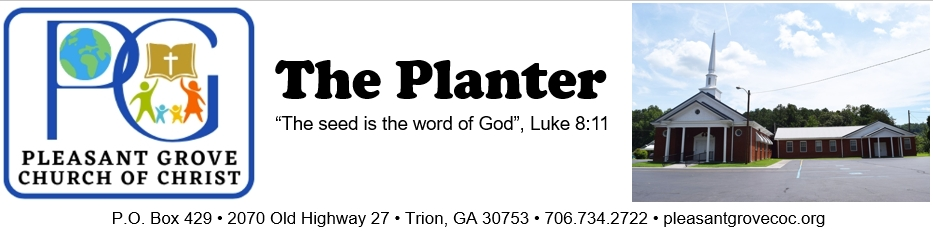 PG
PLEASANT GROVE
CHURCH OF CHRIST
The Planter
“The seed is the word of God”, Luke 8:11
P.O. Box 429 • 2070 Old Highway 27 • Trion, GA 30753 • 706.734.2722 • pleasantgrovecoc.org